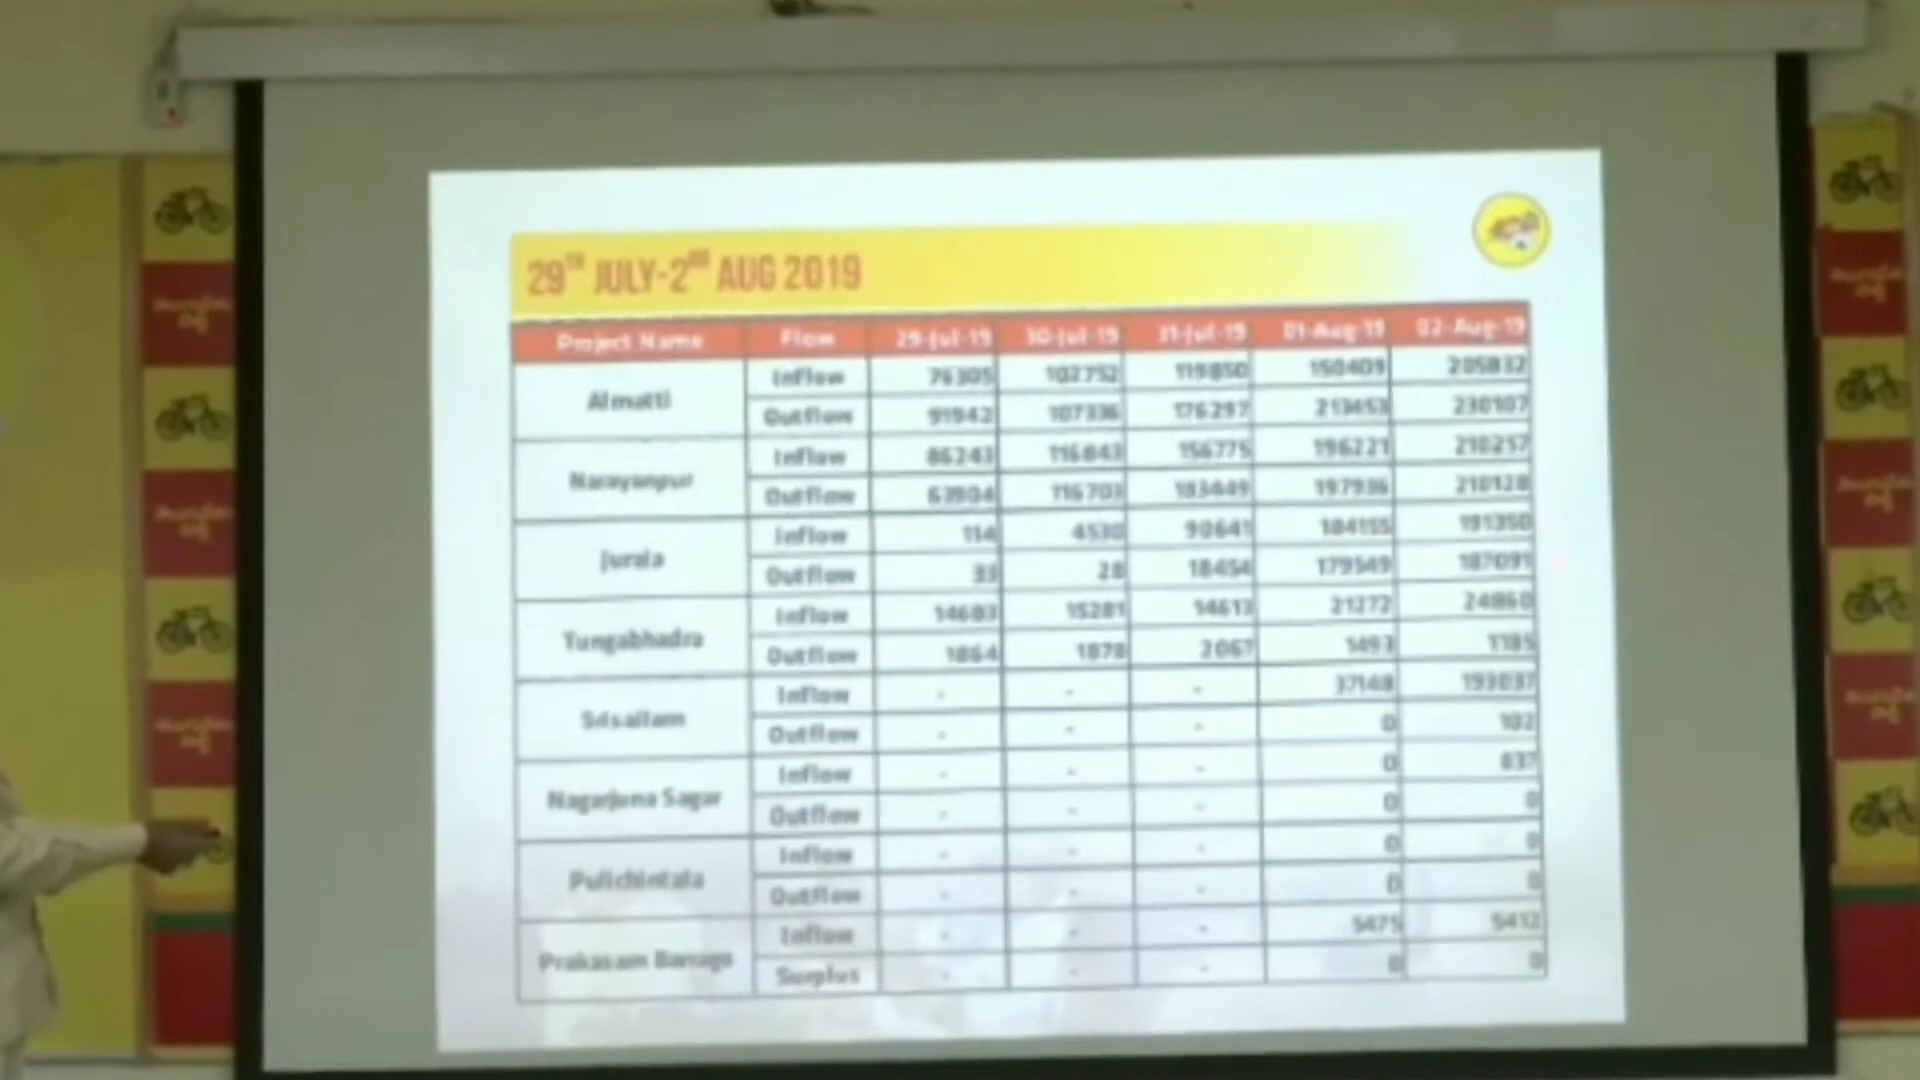 29TH JULY-2ND AUG 2019
Project Name Flow 29-Jul-19 30-Jul-19 31-Jul-19 01-Aug-19 02-Aug-19
Almatti Inflow 76305 102752 119850 150409 205832
Outflow 91942 107336 176297 213453 230107
Narayanpur Inflow 86243 116843 156775 196221 210257
Outflow 63904 116703 183449 197936 210128
Jurala Inflow 114 4530 90641 184155 191350
Outflow 33 28 18454 179549 187091
Tungabhadra Inflow 14683 15281 14613 21272 24860
Outflow 1864 1878 2067 1493 1185
Srisailam Inflow - - - 37148 193037
Outflow - - - 0 102
Nagarjuna Sagar Inflow - - - 0 837
Outflow - - - 0 0
Pulichintala Inflow - - - 0 0
Outflow - - - 0 0
Prakasam Barrage Inflow - - - 5475 5412
Surplus - - - 0 0